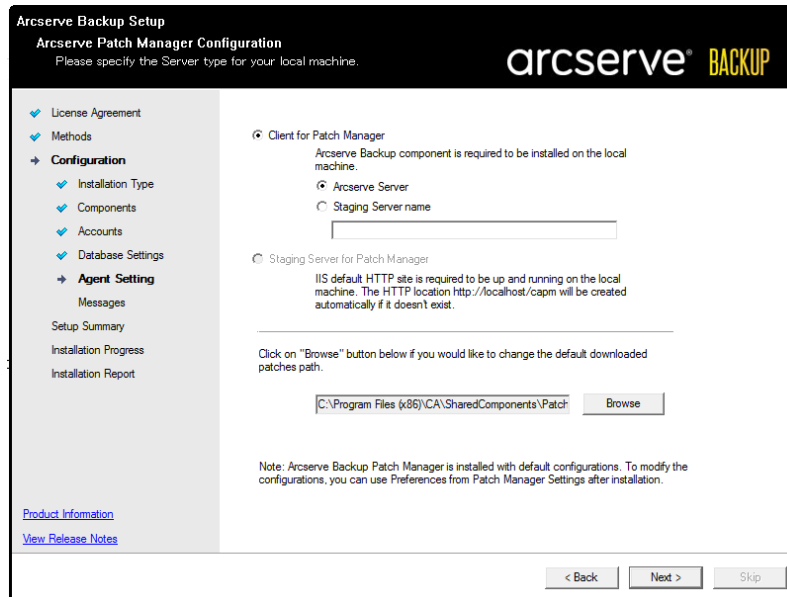 Arcserve Backup Setup
Arcserve Patch Manager Configuration
Please specify the Server type for your local machine.
arcserve® BACKUP
License Agreement
Methods
Configuration
Installation Type
Components
Accounts
Database Settings
Agent Setting
Messages
Setup Summary
Installation Progress
Installation Report
Product Information
View Release Notes
Client for Patch Manager
Arcserve Backup component is required to be installed on the local
machine.
Arcserve Server
Staging Server name
Staging Server for Patch Manager
IIS default HTTP site is required to be up and running on the local
machine. The HTTP location http://localhost/capm will be created
automatically if it doesn't exist.
Click on "Browse" button below if you would like to change the default downloaded
patches path.
C:\Program Files (x86)\CA\SharedComponents\Patch
Browse
Note: Arcserve Backup Patch Manager is installed with default configurations. To modify the
configurations, you can use Preferences from Patch Manager Settings after installation.
< Back
Next >
Skip